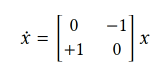 ẋ = [ 0 −1 ; +1 0 ] x